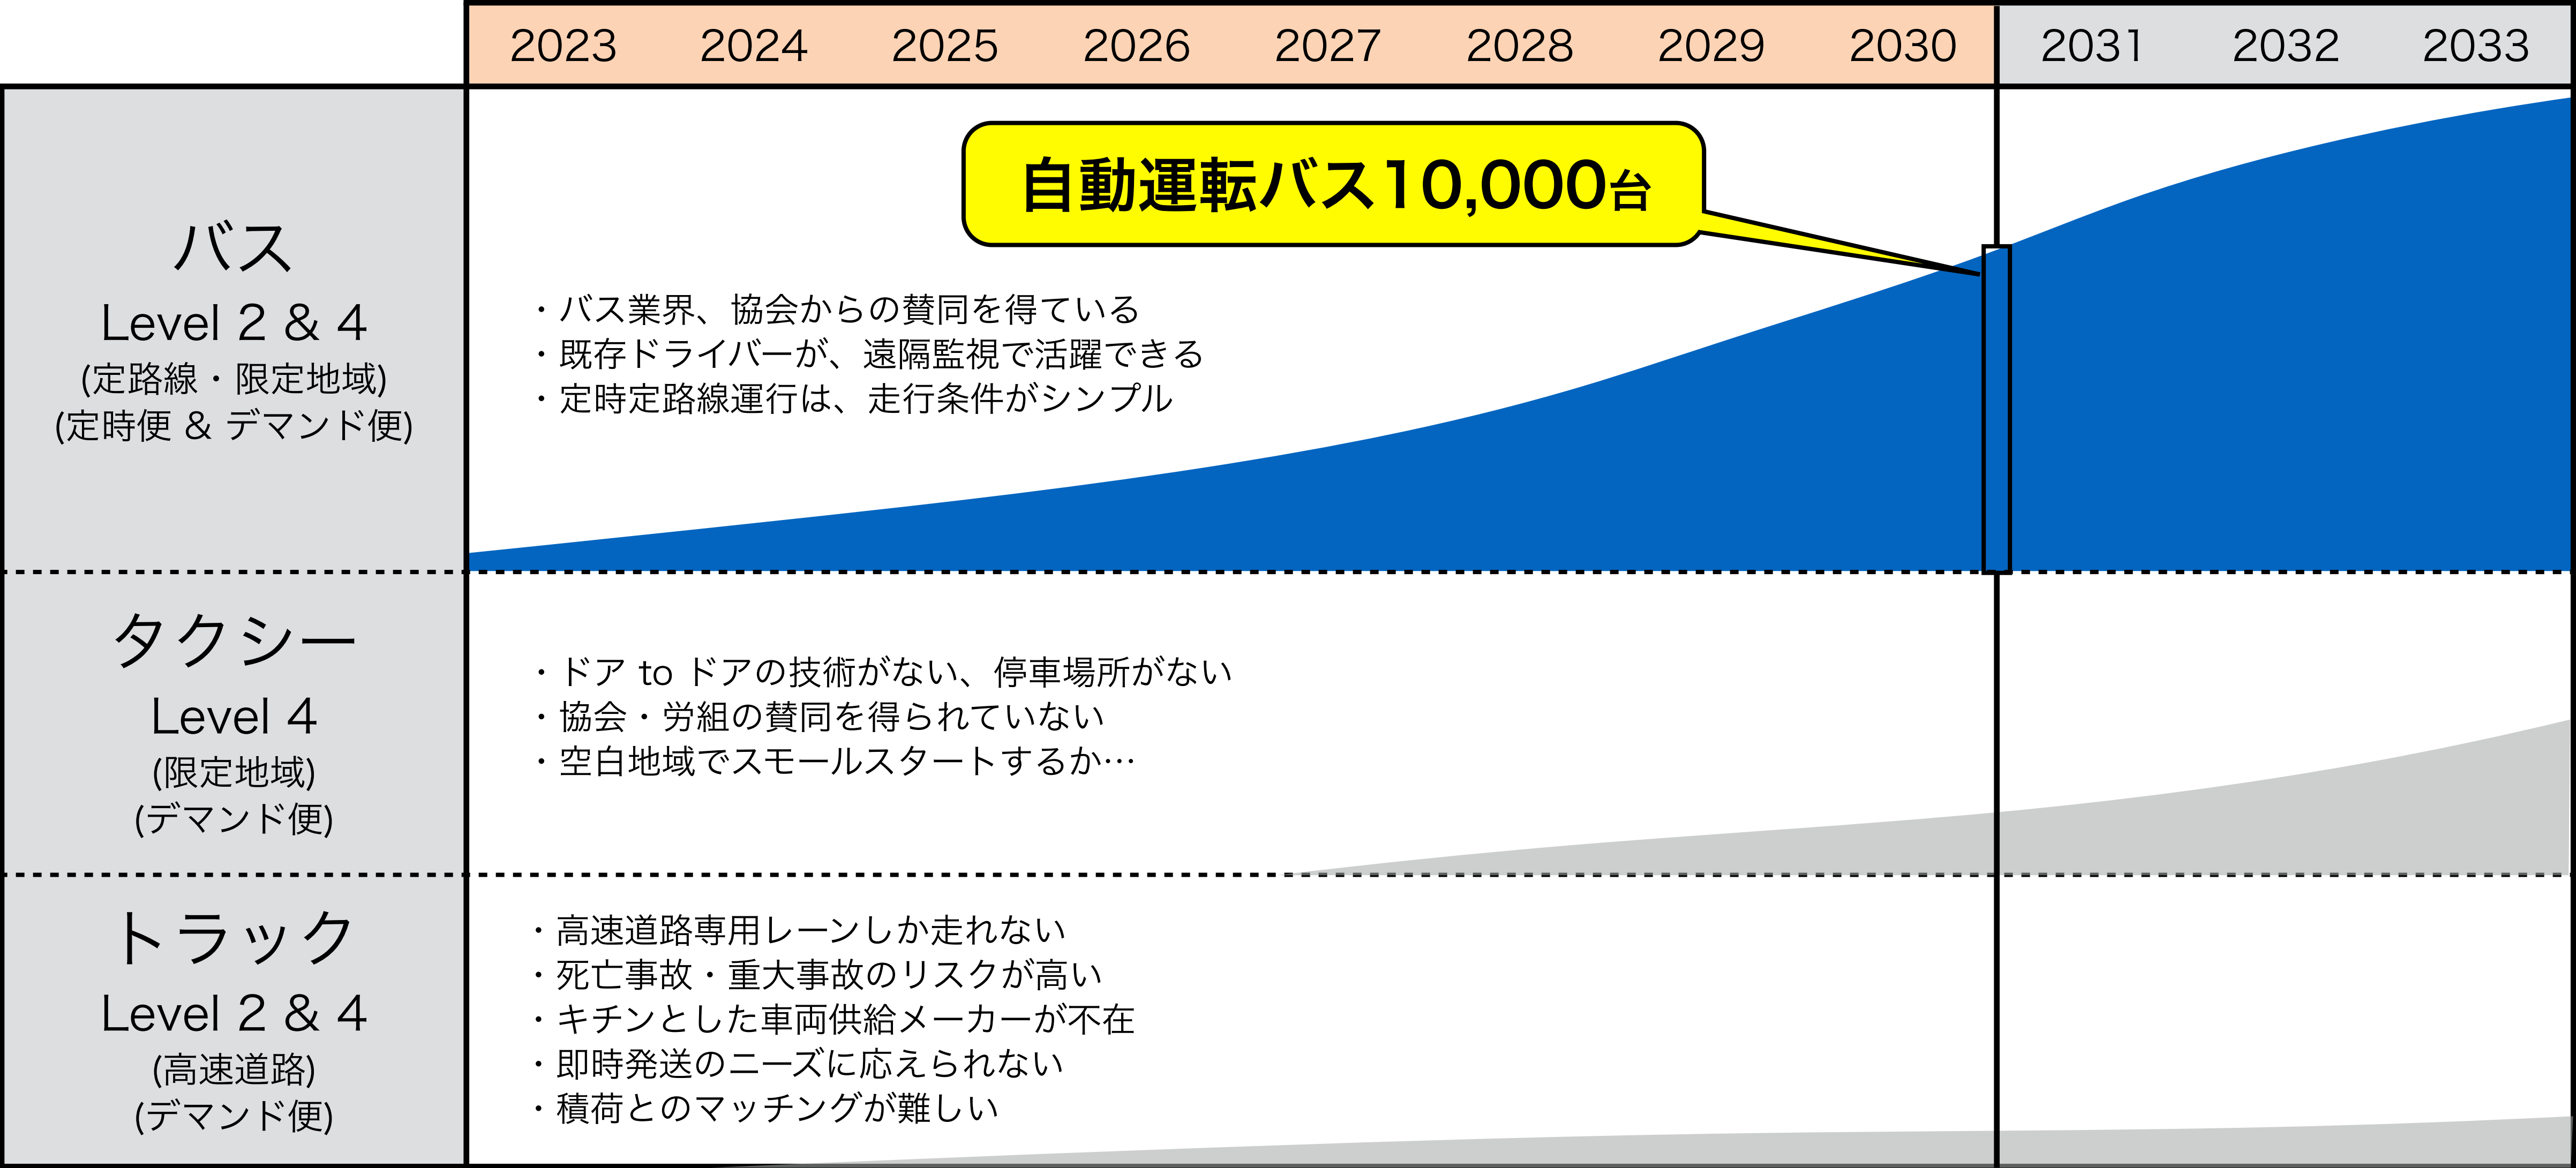 2023 2024 2025 2026 2027 2028 2029 2030 2031 2032 2033
自動運転バス10,000台
バス
Level 2 & 4
(定路線・限定地域)
(定時便 & デマンド便)
・バス業界、協会からの賛同を得ている
・既存ドライバーが、遠隔監視で活躍できる
・定時定路線運行は、走行条件がシンプル
タクシー
Level 4
(限定地域)
(デマンド便)
・ドア to ドアの技術がない、停車場所がない
・協会・労組の賛同を得られていない
・空白地域でスモールスタートするか…
トラック
Level 2 & 4
(高速道路)
(デマンド便)
・高速道路専用レーンしか走れない
・死亡事故・重大事故のリスクが高い
・キチンとした車両供給メーカーが不在
・即時発送のニーズに応えられない
・積荷とのマッチングが難しい